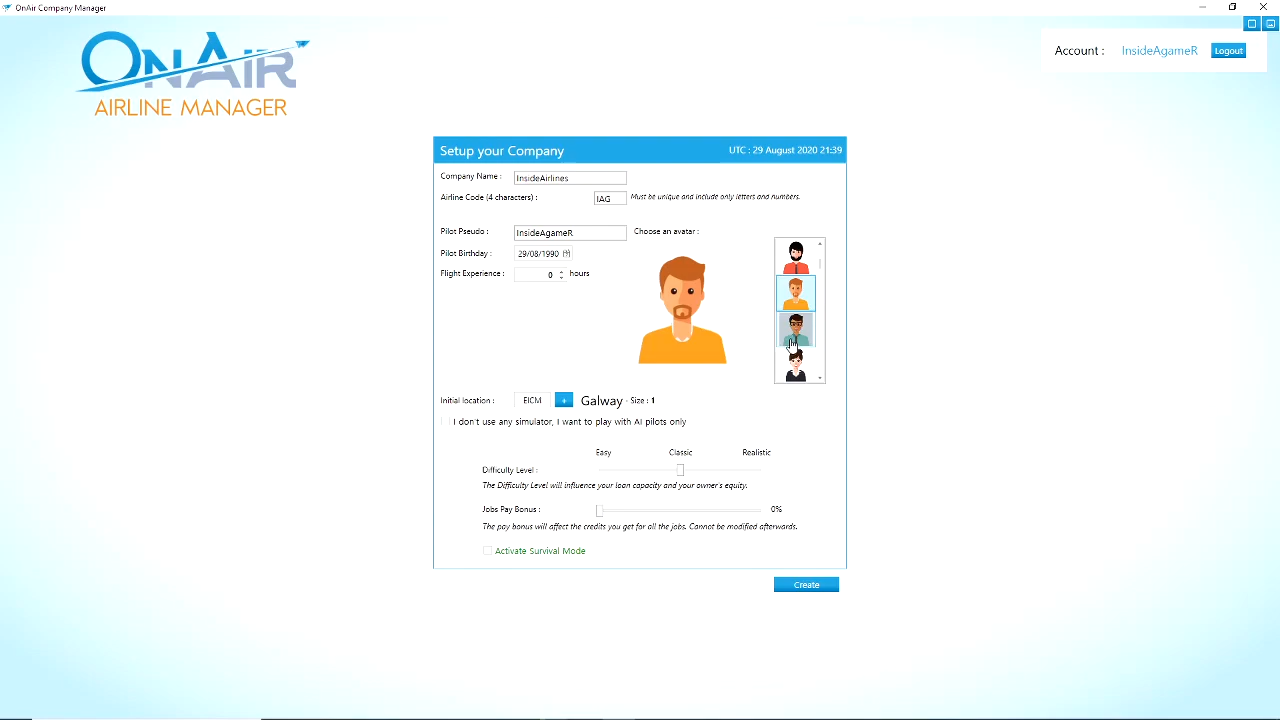 OnAir Company Manager
ONAIR
AIRLINE MANAGER
Account : InsideAgameR Logout
Setup your Company UTC : 29 August 2020 21:39
Company Name : InsideAirlines
Airline Code (4 characters) : IAG Must be unique and include only letters and numbers.
Pilot Pseudo : InsideAgameR Choose an avatar :
Pilot Birthday : 29/08/1990
Flight Experience : 0 hours
Initial location : EICM + Galway - Size : 1
I don't use any simulator, I want to play with AI pilots only
Easy Classic Realistic
Difficulty Level :
The Difficulty Level will influence your loan capacity and your owner's equity.
Jobs Pay Bonus : 0%
The pay bonus will affect the credits you get for all the jobs. Cannot be modified afterwards.
Activate Survival Mode
Create